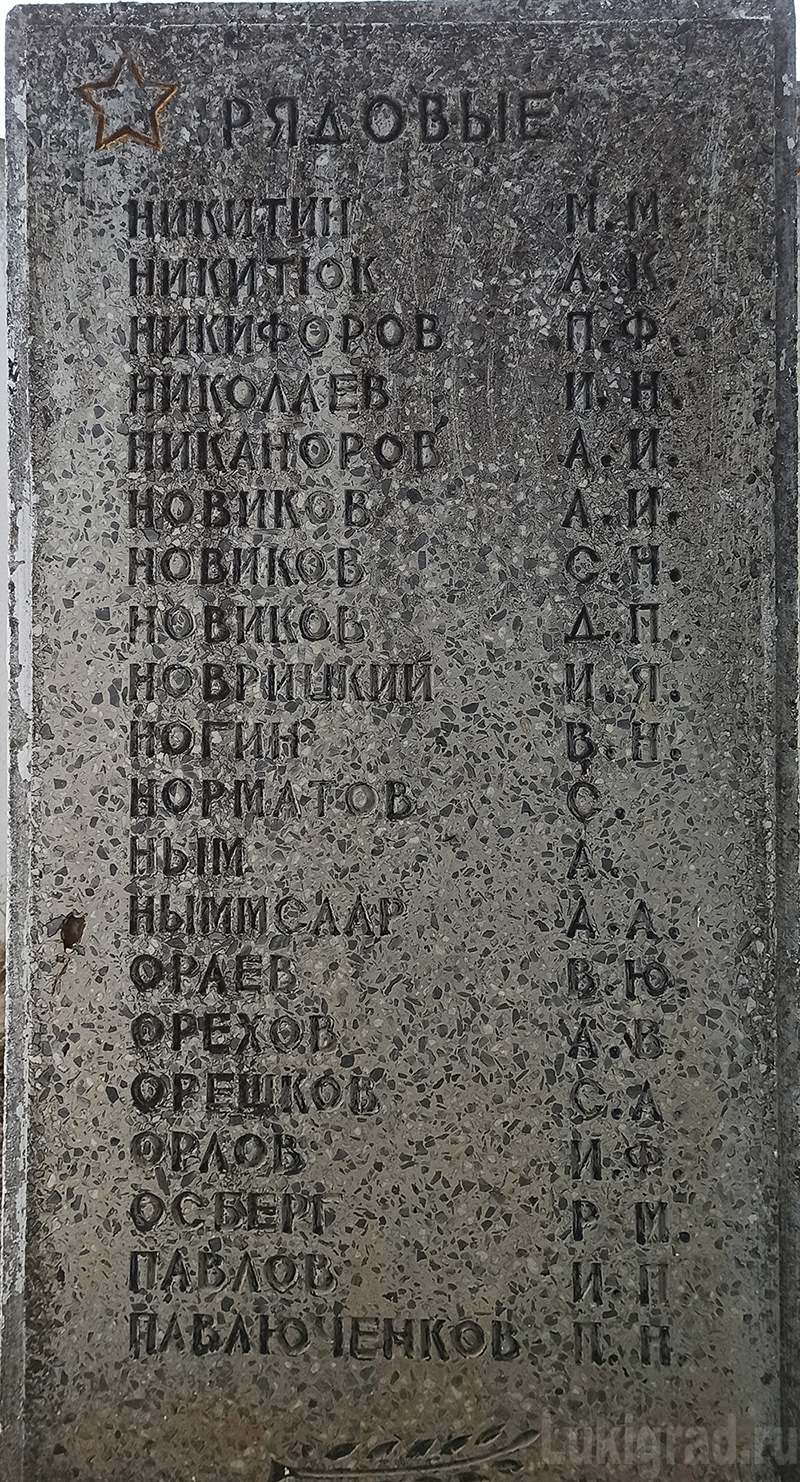 РЯДОВЫЕ
НИКИТИН М.М.
НИКИТЮК А.К.
НИКИФОРОВ П.Ф.
НИКОЛАЕВ И.Н.
НИКАНОРОВ А.И.
НОВИКОВ А.И.
НОВИКОВ С.Н.
НОВИКОВ Д.П.
НОВРИЦКИЙ И.Я.
НОГИН В.Н.
НОРМАТОВ С.
НЫМ А.
НЫММСААР А.А.
ОРАЕВ В.Ю.
ОРЕХОВ А.В.
ОРЕШКОВ С.А.
ОРЛОВ И.Ф.
ОСБЕРГ Р М.
ПАВЛОВ И П
ПАВЛЮЧЕНКОВ П.Н.
Lukigrad.ru